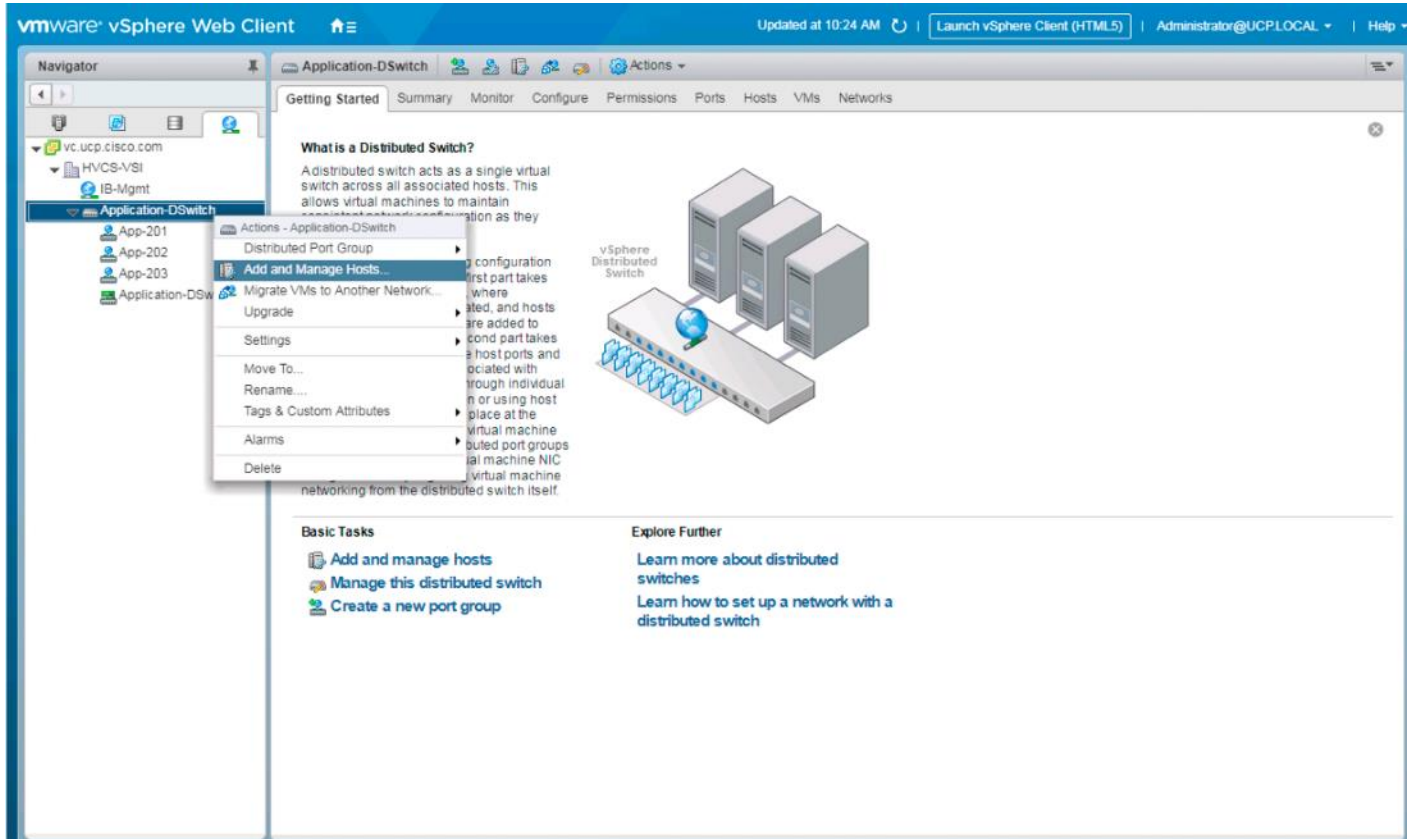 vmware® vSphere Web Client
Updated at 10:24 AM | Launch vSphere Client (HTML5) | Administrator@UCP.LOCAL | Help
Navigator
Application-DSwitch
Actions
Getting Started Summary Monitor Configure Permissions Ports Hosts VMs Networks
vc.ucp.cisco.com
HVCS-VSI
IB-Mgmt
Application-DSwitch
App-201
App-202
App-203
Application-DSw
Actions - Application-DSwitch
Distributed Port Group
Add and Manage Hosts...
Migrate VMs to Another Network...
Upgrade
Settings
Move To...
Rename....
Tags & Custom Attributes
Alarms
Delete
What is a Distributed Switch?
A distributed switch acts as a single virtual
switch across all associated hosts. This
allows virtual machines to maintain
consistent network configuration as they
configuration
first part takes
, where
ated, and hosts
are added to
cond part takes
host ports and
ociated with
hrough individual
n or using host
place at the
virtual machine
buted port groups
ual machine NIC
virtual machine
networking from the distributed switch itself.
vSphere
Distributed
Switch
Basic Tasks
Add and manage hosts
Manage this distributed switch
Create a new port group
Explore Further
Learn more about distributed
switches
Learn how to set up a network with a
distributed switch